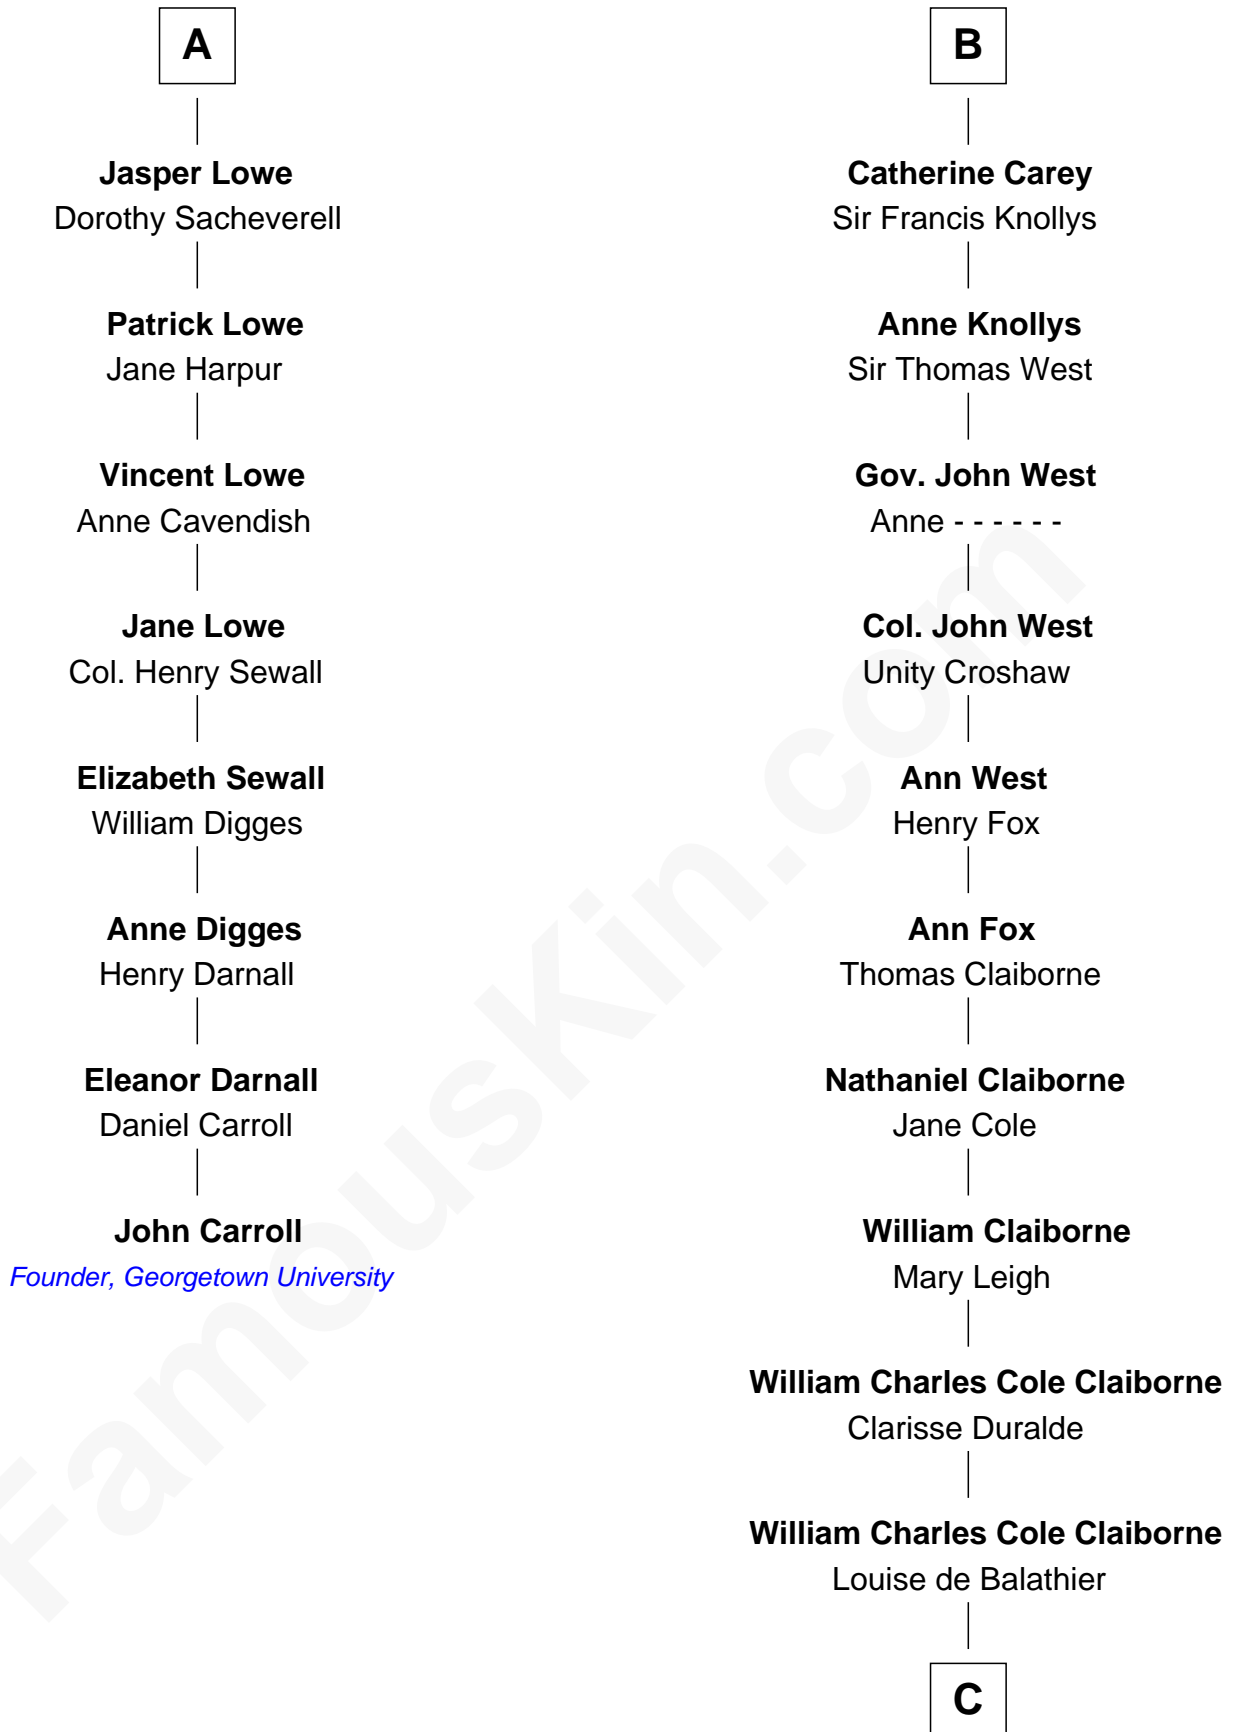 A
Jasper Lowe
Dorothy Sacheverell
Patrick Lowe
Jane Harpur
Vincent Lowe
Anne Cavendish
Jane Lowe
Col. Henry Sewall
Elizabeth Sewall
William Digges
Anne Digges
Henry Darnall
Eleanor Darnall
Daniel Carroll
John Carroll
Founder, Georgetown University
B
Catherine Carey
Sir Francis Knollys
Anne Knollys
Sir Thomas West
Gov. John West
Anne - - - - - -
Col. John West
Unity Croshaw
Ann West
Henry Fox
Ann Fox
Thomas Claiborne
Nathaniel Claiborne
Jane Cole
William Claiborne
Mary Leigh
William Charles Cole Claiborne
Clarisse Duralde
William Charles Cole Claiborne
Louise de Balathier
C
FamousKin.com